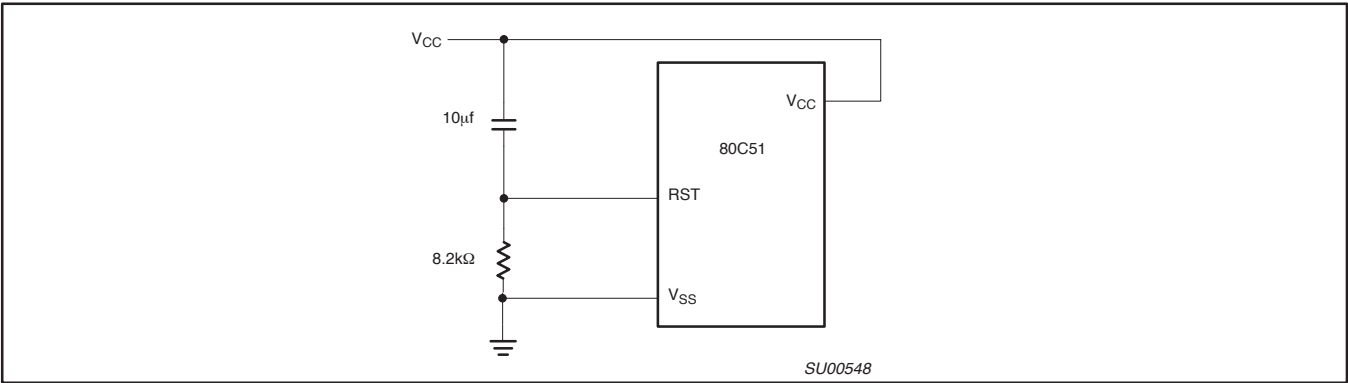 VCC
VCC
10μf
80C51
RST
8.2kΩ
VSS
SU00548